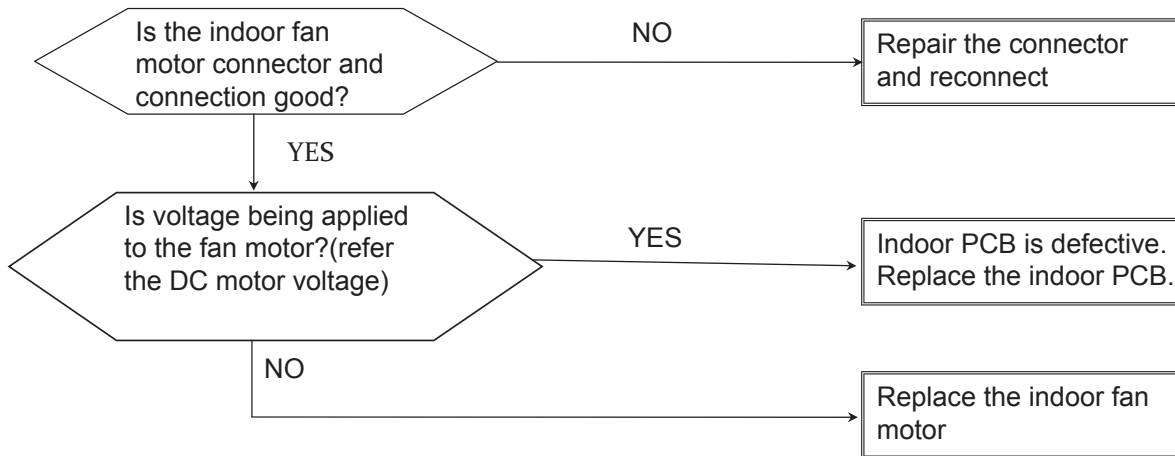 Is the indoor fan
motor connector and
connection good?
NO
Repair the connector
and reconnect
YES
Is voltage being applied
to the fan motor?(refer
the DC motor voltage)
YES
Indoor PCB is defective.
Replace the indoor PCB.
NO
Replace the indoor fan
motor